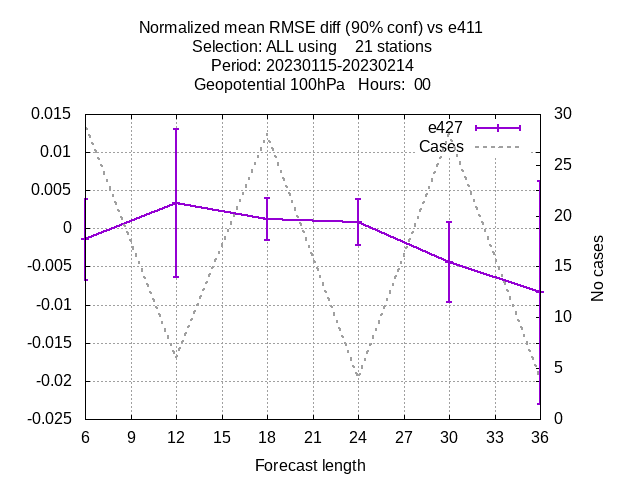 Normalized mean RMSE diff (90% conf) vs e411
Selection: ALL using    21 stations
Period: 20230115-20230214
Geopotential 100hPa   Hours:  00
0.015
0.01
0.005
0
-0.005
-0.01
-0.015
-0.02
-0.025
30
25
20
15
10
5
0
e427
Cases
No cases
6 9 12 15 18 21 24 27 30 33 36
Forecast length